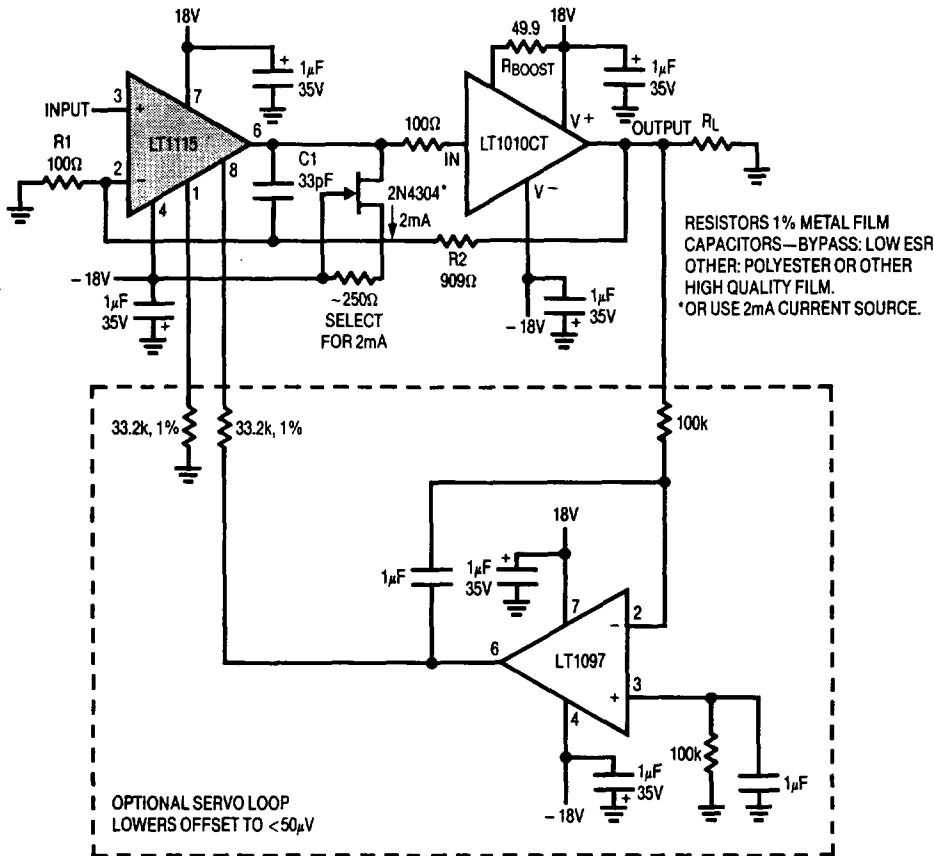 18V
1μF
35V
INPUT
3
+
7
LT1115
6
R1
100Ω
2
−
8
1
4
C1
33pF
2N4304*
2mA
100Ω
IN
49.9
RBOOST
18V
1μF
35V
V+
LT1010CT
V−
OUTPUT
RL
R2
909Ω
−18V
1μF
35V
~250Ω
SELECT
FOR 2mA
−18V
1μF
35V
RESISTORS 1% METAL FILM
CAPACITORS—BYPASS: LOW ESR
OTHER: POLYESTER OR OTHER
HIGH QUALITY FILM.
*OR USE 2mA CURRENT SOURCE.
33.2k, 1%
33.2k, 1%
100k
18V
1μF
1μF
35V
7
2
−
6
LT1097
3
+
4
100k
1μF
1μF
35V
−18V
OPTIONAL SERVO LOOP
LOWERS OFFSET TO <50μV